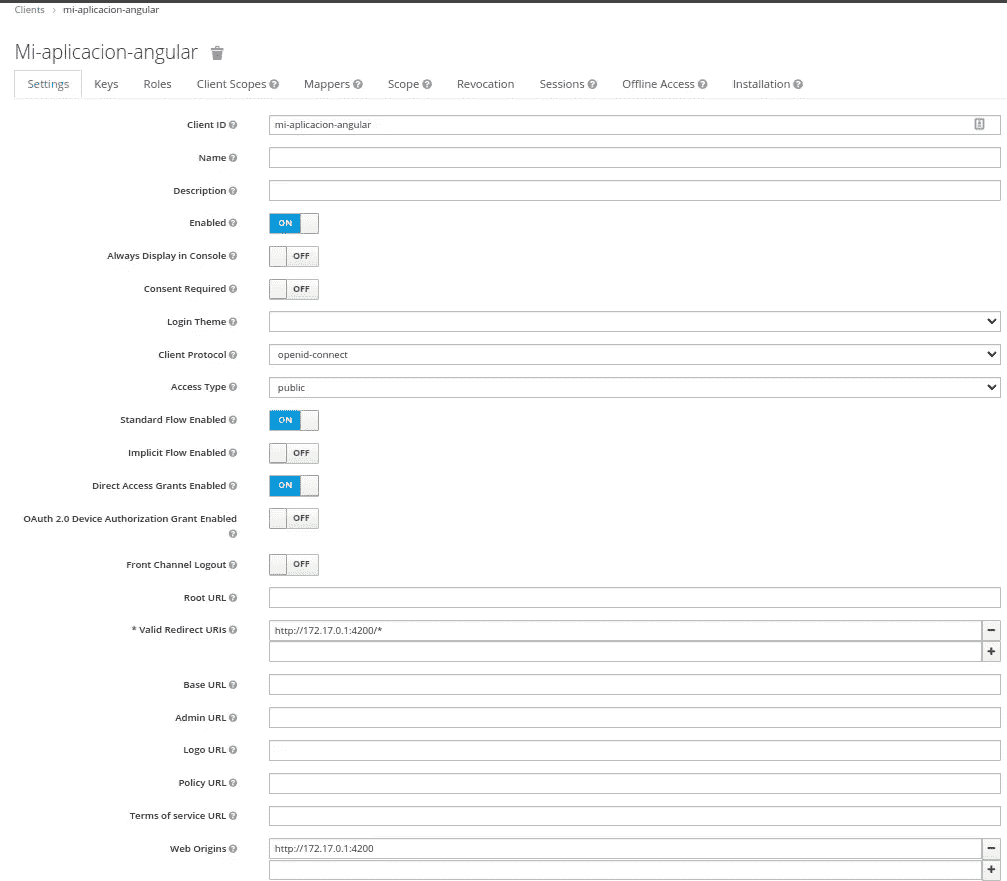 Clients > mi-aplicacion-angular
Mi-aplicacion-angular
Settings Keys Roles Client Scopes Mappers Scope Revocation Sessions Offline Access Installation
Client ID mi-aplicacion-angular
Name
Description
Enabled ON
Always Display in Console OFF
Consent Required OFF
Login Theme
Client Protocol openid-connect
Access Type public
Standard Flow Enabled ON
Implicit Flow Enabled OFF
Direct Access Grants Enabled ON
OAuth 2.0 Device Authorization Grant Enabled OFF
Front Channel Logout OFF
Root URL
* Valid Redirect URIs http://172.17.0.1:4200/*
Base URL
Admin URL
Logo URL
Policy URL
Terms of service URL
Web Origins http://172.17.0.1:4200